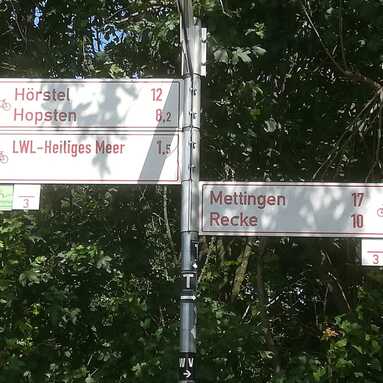 Hörstel 12
Hopsten 8,2
LWL-Heiliges Meer 1,5
3
Mettingen 17
Recke 10
3
T
W V